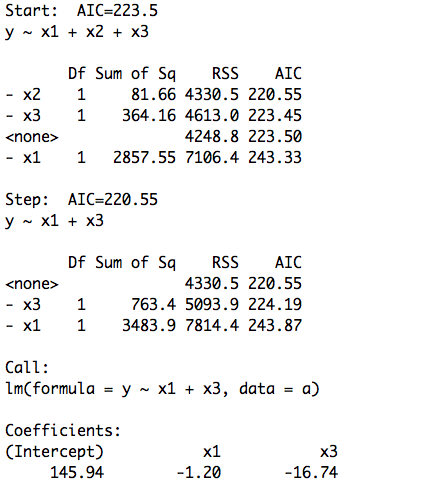 Start:  AIC=223.5
y ~ x1 + x2 + x3

       Df Sum of Sq    RSS    AIC
- x2    1     81.66 4330.5 220.55
- x3    1    364.16 4613.0 223.45
<none>              4248.8 223.50
- x1    1   2857.55 7106.4 243.33

Step:  AIC=220.55
y ~ x1 + x3

       Df Sum of Sq    RSS    AIC
<none>              4330.5 220.55
- x3    1     763.4 5093.9 224.19
- x1    1    3483.9 7814.4 243.87

Call:
lm(formula = y ~ x1 + x3, data = a)

Coefficients:
(Intercept)           x1           x3
     145.94        -1.20       -16.74